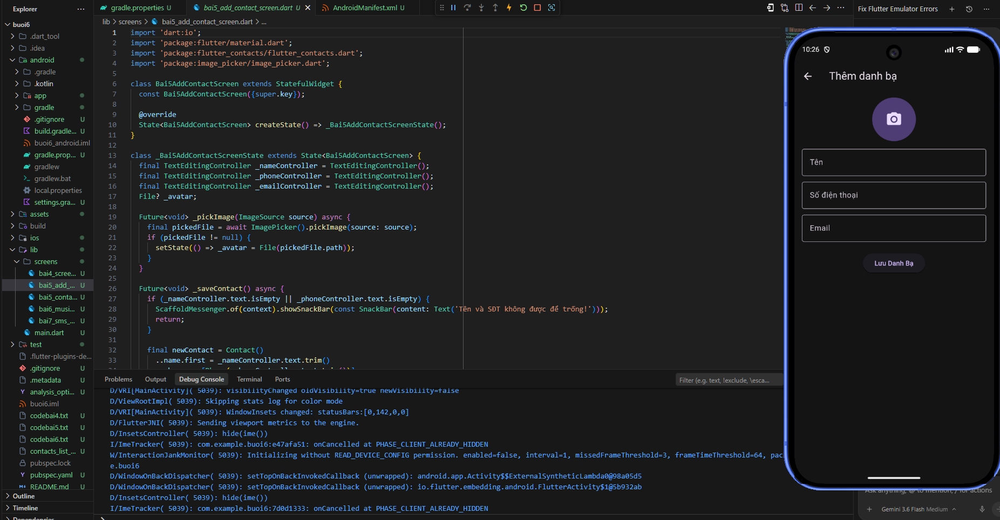 Explorer
buoi6
.dart_tool
.idea
android
.gradle
.kotlin
app
gradle
.gitignore U
build.gradle... U
buoi6_android.iml
gradle.prop... U
gradlew
gradlew.bat
local.properties
settings.gra... U
assets
build
ios
lib
screens
bai4_scree... U
bai5_add_... U
bai5_conta... U
bai6_musi... U
bai7_sms_... U
main.dart U
test
.flutter-plugins-de...
.gitignore U
.metadata U
analysis_opti... U
buoi6.iml
codebai4.txt U
codebai5.txt U
codebai6.txt U
contacts_list_... U
pubspec.lock
pubspec.yaml U
README.md U
Outline
Timeline
Dependencies
gradle.properties U
bai5_add_contact_screen.dart U
AndroidManifest.xml U
lib > screens > bai5_add_contact_screen.dart > ...
1 import 'dart:io';
2 import 'package:flutter/material.dart';
3 import 'package:flutter_contacts/flutter_contacts.dart';
4 import 'package:image_picker/image_picker.dart';
5
6 class Bai5AddContactScreen extends StatefulWidget {
7 const Bai5AddContactScreen({super.key});
8
9 @override
10 State<Bai5AddContactScreen> createState() => _Bai5AddContactScreenState();
11 }
12
13 class _Bai5AddContactScreenState extends State<Bai5AddContactScreen> {
14 final TextEditingController _nameController = TextEditingController();
15 final TextEditingController _phoneController = TextEditingController();
16 final TextEditingController _emailController = TextEditingController();
17 File? _avatar;
18
19 Future<void> _pickImage(ImageSource source) async {
20 final pickedFile = await ImagePicker().pickImage(source: source);
21 if (pickedFile != null) {
22 setState(() => _avatar = File(pickedFile.path));
23 }
24 }
25
26 Future<void> _saveContact() async {
27 if (_nameController.text.isEmpty || _phoneController.text.isEmpty) {
28 ScaffoldMessenger.of(context).showSnackBar(const SnackBar(content: Text('Tên và SĐT không được để trống!')));
29 return;
30 }
31
32 final newContact = Contact()
33 ..name.first = _nameController.text.trim()
Problems Output Debug Console Terminal Ports
Filter (e.g. text, !exclude, \esca...
D/VRI[MainActivity]( 5039): visibilityChanged oldVisibility=true newVisibility=false
D/ViewRootImpl( 5039): Skipping stats log for color mode
D/VRI[MainActivity]( 5039): WindowInsets changed: statusBars:[0,142,0,0]
D/FlutterJNI( 5039): Sending viewport metrics to the engine.
D/InsetsController( 5039): hide(ime())
I/ImeTracker( 5039): com.example.buoi6:e47afa51: onCancelled at PHASE_CLIENT_ALREADY_HIDDEN
W/InteractionJankMonitor( 5039): Initializing without READ_DEVICE_CONFIG permission. enabled=false, interval=1, missedFrameThreshold=3, frameTimeThreshold=64, pac
e.buoi6
D/WindowOnBackDispatcher( 5039): setTopOnBackInvokedCallback (unwrapped): android.app.Activity$$ExternalSyntheticLambda0@98a05d5
D/WindowOnBackDispatcher( 5039): setTopOnBackInvokedCallback (unwrapped): io.flutter.embedding.android.FlutterActivity$1@5b932ab
D/InsetsController( 5039): hide(ime())
I/ImeTracker( 5039): com.example.buoi6:7d0d1333: onCancelled at PHASE_CLIENT_ALREADY_HIDDEN
Fix Flutter Emulator Errors
10:26
Thêm danh bạ
Tên
Số điện thoại
Email
Lưu Danh Bạ
Ask anything, @ to mention, / for actions
Gemini 3.6 Flash Medium